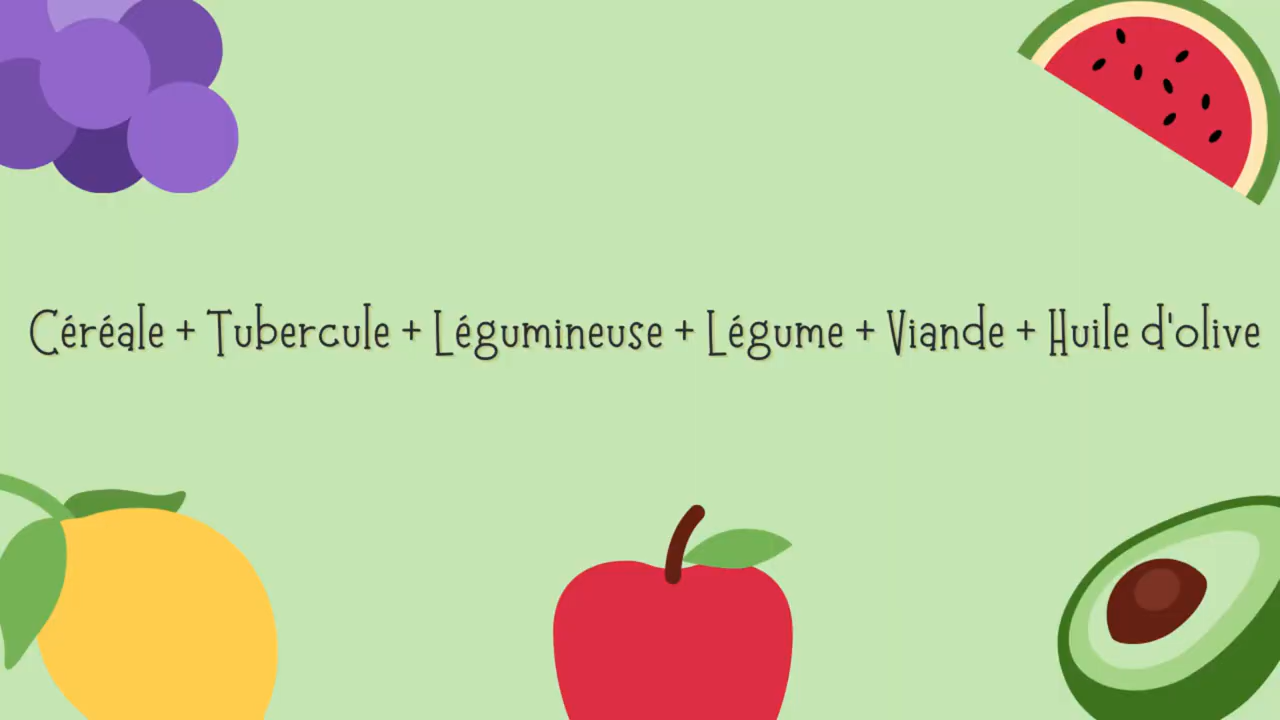 Céréale + Tubercule + Légumineuse + Légume + Viande + Huile d'olive